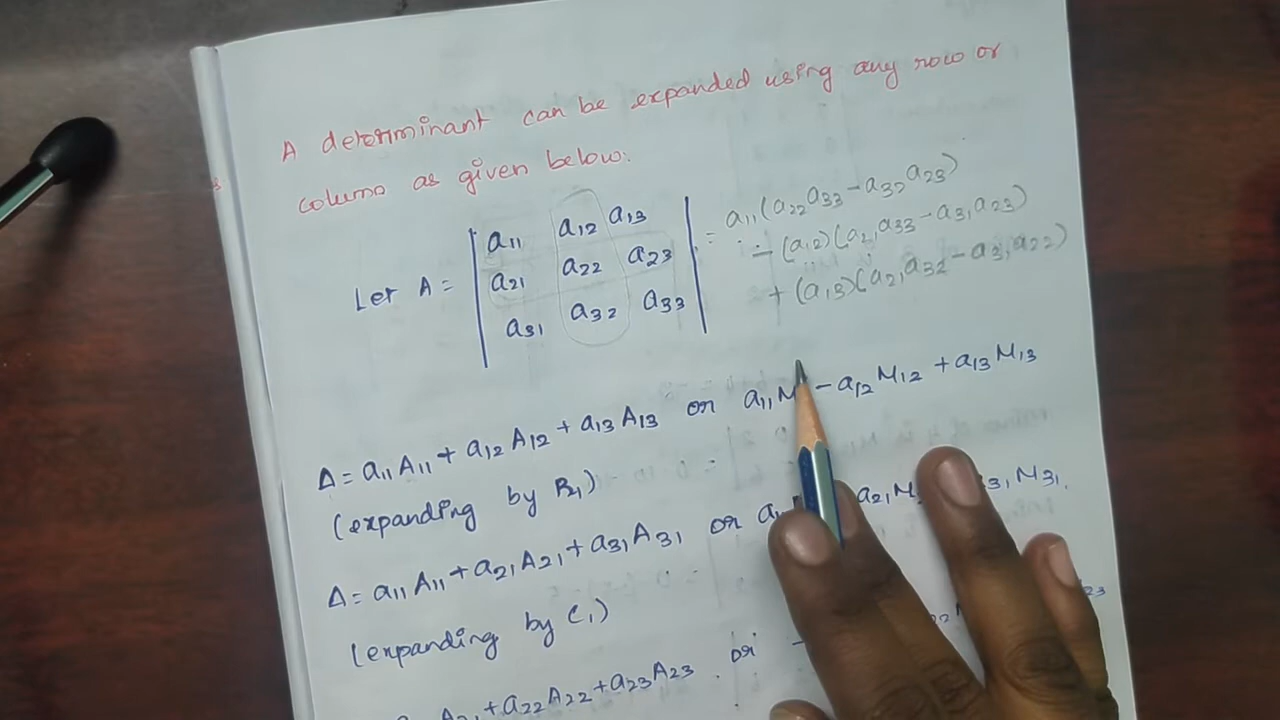 A determinant can be expanded using any row or
column as given below:
Let A = | a11 a12 a13 | = a11(a22a33 - a32a23)
| a21 a22 a23 | - (a12)(a21a33 - a31a23)
| a31 a32 a33 | + (a13)(a21a32 - a31a22)
Δ = a11A11 + a12A12 + a13A13 or a11M - a12M12 + a13M13
(expanding by R1)
Δ = a11A11 + a21A21 + a31A31 or a21M M31.
(expanding by C1)
+ a22A22 + a23A23 . or - 23